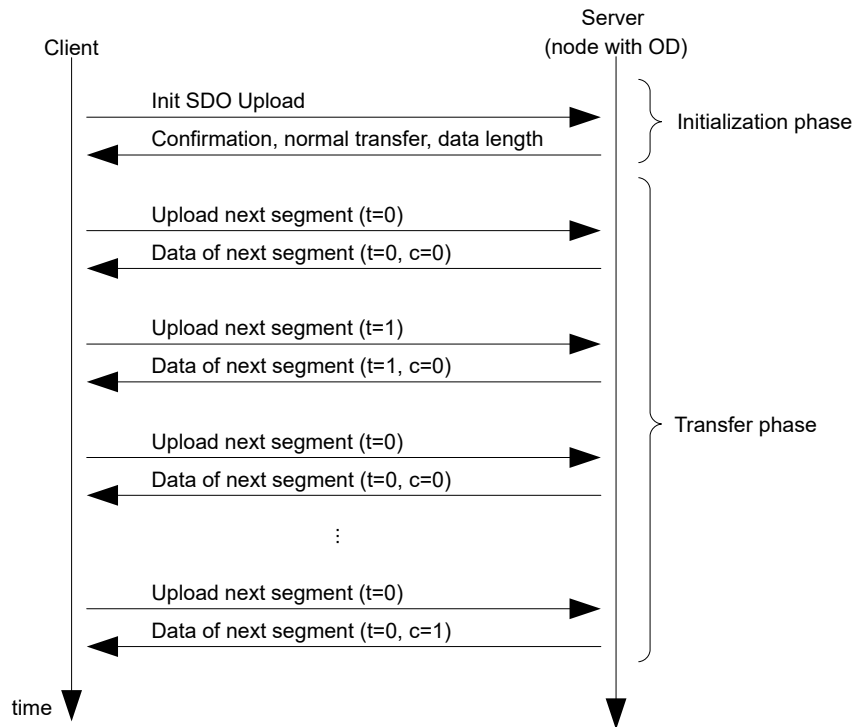 Server
(node with OD)
Client
Init SDO Upload
Confirmation, normal transfer, data length
Initialization phase
Upload next segment (t=0)
Data of next segment (t=0, c=0)
Upload next segment (t=1)
Data of next segment (t=1, c=0)
Transfer phase
Upload next segment (t=0)
Data of next segment (t=0, c=0)
...
Upload next segment (t=0)
Data of next segment (t=0, c=1)
time